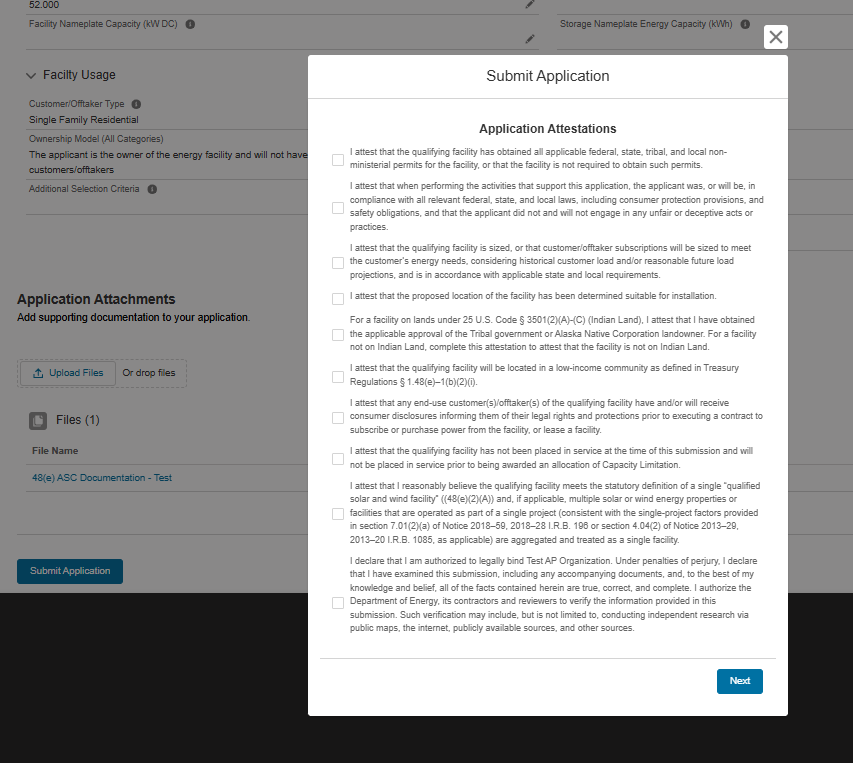 52.000
Facility Nameplate Capacity (kW DC)
Storage Nameplate Energy Capacity (kWh)
Facilty Usage
Customer/Offtaker Type
Single Family Residential
Ownership Model (All Categories)
The applicant is the owner of the energy facility and will not have
customers/offtakers
Additional Selection Criteria
Application Attachments
Add supporting documentation to your application.
Upload Files
Or drop files
Files (1)
File Name
48(e) ASC Documentation - Test
Submit Application
Submit Application
Application Attestations
I attest that the qualifying facility has obtained all applicable federal, state, tribal, and local non-
ministerial permits for the facility, or that the facility is not required to obtain such permits.
I attest that when performing the activities that support this application, the applicant was, or will be, in
compliance with all relevant federal, state, and local laws, including consumer protection provisions, and
safety obligations, and that the applicant did not and will not engage in any unfair or deceptive acts or
practices.
I attest that the qualifying facility is sized, or that customer/offtaker subscriptions will be sized to meet
the customer's energy needs, considering historical customer load and/or reasonable future load
projections, and is in accordance with applicable state and local requirements.
I attest that the proposed location of the facility has been determined suitable for installation.
For a facility on lands under 25 U.S. Code § 3501(2)(A)-(C) (Indian Land), I attest that I have obtained
the applicable approval of the Tribal government or Alaska Native Corporation landowner. For a facility
not on Indian Land, complete this attestation to attest that the facility is not on Indian Land.
I attest that the qualifying facility will be located in a low-income community as defined in Treasury
Regulations § 1.48(e)–1(b)(2)(i).
I attest that any end-use customer(s)/offtaker(s) of the qualifying facility have and/or will receive
consumer disclosures informing them of their legal rights and protections prior to executing a contract to
subscribe or purchase power from the facility, or lease a facility.
I attest that the qualifying facility has not been placed in service at the time of this submission and will
not be placed in service prior to being awarded an allocation of Capacity Limitation.
I attest that I reasonably believe the qualifying facility meets the statutory definition of a single "qualified
solar and wind facility" ((48(e)(2)(A)) and, if applicable, multiple solar or wind energy properties or
facilities that are operated as part of a single project (consistent with the single-project factors provided
in section 7.01(2)(a) of Notice 2018–59, 2018–28 I.R.B. 196 or section 4.04(2) of Notice 2013–29,
2013–20 I.R.B. 1085, as applicable) are aggregated and treated as a single facility.
I declare that I am authorized to legally bind Test AP Organization. Under penalties of perjury, I declare
that I have examined this submission, including any accompanying documents, and, to the best of my
knowledge and belief, all of the facts contained herein are true, correct, and complete. I authorize the
Department of Energy, its contractors and reviewers to verify the information provided in this
submission. Such verification may include, but is not limited to, conducting independent research via
public maps, the internet, publicly available sources, and other sources.
Next